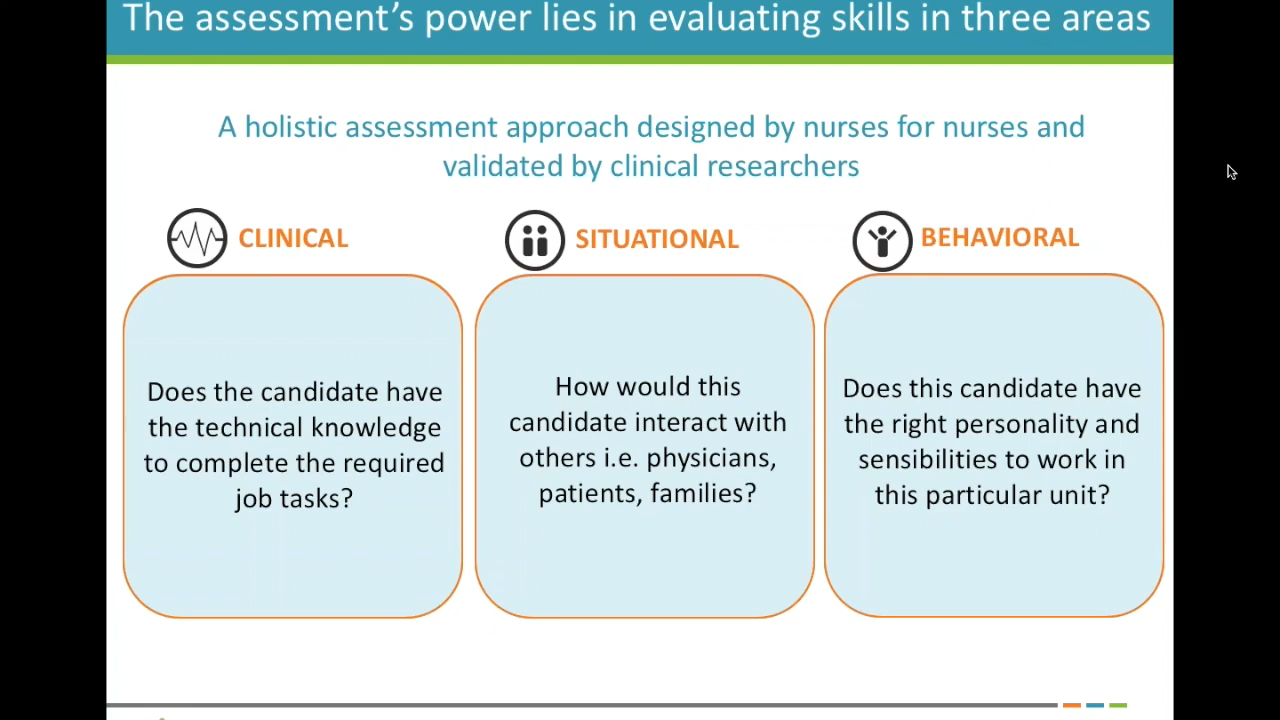 The assessment’s power lies in evaluating skills in three areas
A holistic assessment approach designed by nurses for nurses and
validated by clinical researchers
CLINICAL
SITUATIONAL
BEHAVIORAL
Does the candidate have
the technical knowledge
to complete the required
job tasks?
How would this
candidate interact with
others i.e. physicians,
patients, families?
Does this candidate have
the right personality and
sensibilities to work in
this particular unit?